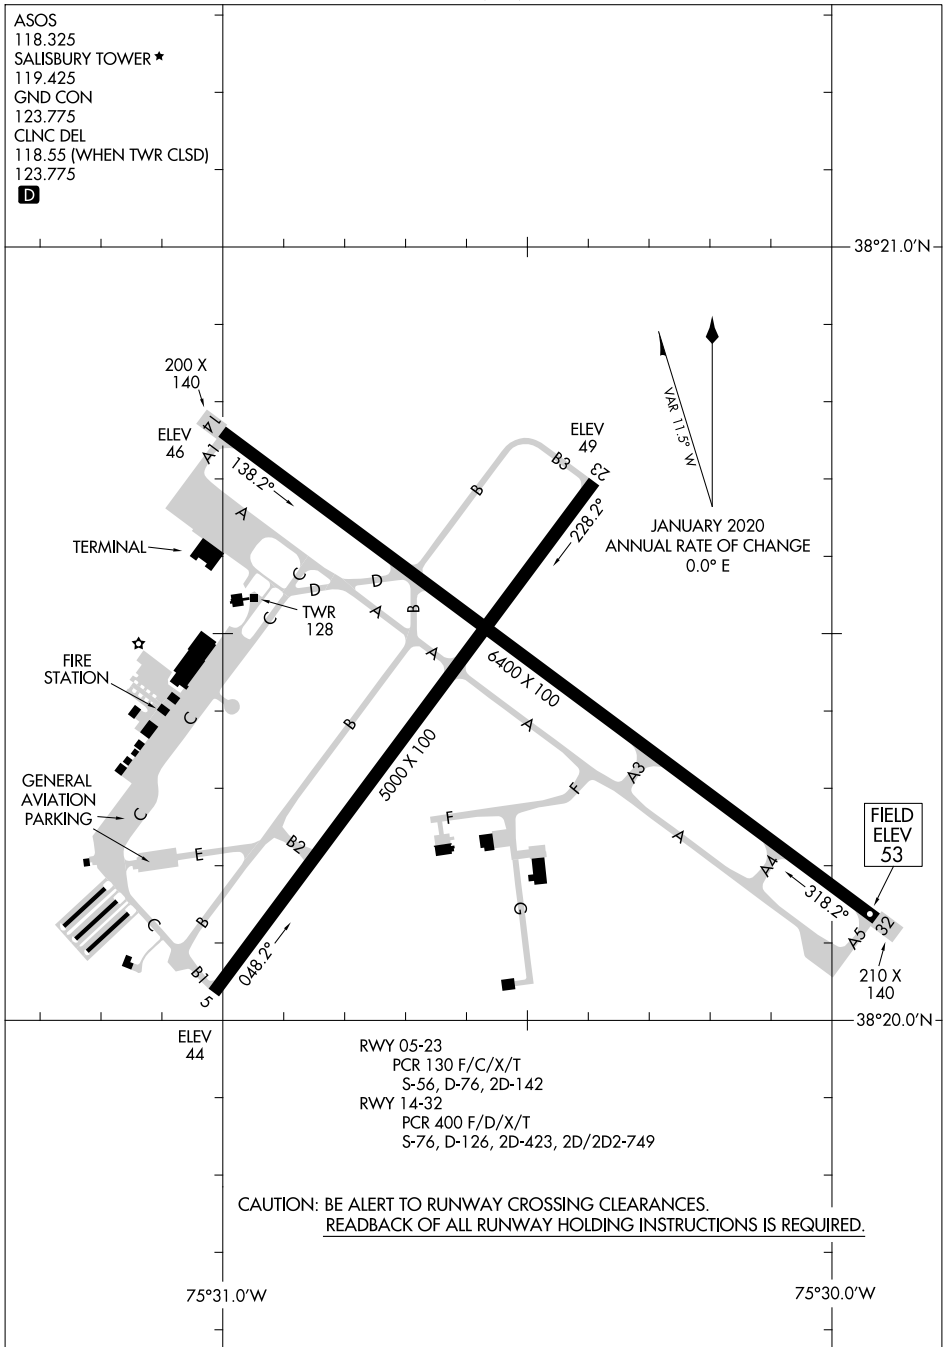 ASOS
118.325
SALISBURY TOWER ★
119.425
GND CON
123.775
CLNC DEL
118.55 (WHEN TWR CLSD)
123.775
D
38°21.0'N
200 X
140
14
ELEV
46
A1
138.2°
A
TERMINAL
C
D
D
C
TWR
128
B
B
B3
ELEV
49
23
228.2°
VAR 11.5° W
JANUARY 2020
ANNUAL RATE OF CHANGE
0.0° E
A
A
6400 X 100
FIRE
STATION
C
B
5000 X 100
A
F
A3
GENERAL
AVIATION
PARKING
C
E
B2
F
G
A
A4
318.2°
FIELD
ELEV
53
A5
32
210 X
140
C
B
B1
048.2°
5
38°20.0'N
ELEV
44
RWY 05-23
PCR 130 F/C/X/T
S-56, D-76, 2D-142
RWY 14-32
PCR 400 F/D/X/T
S-76, D-126, 2D-423, 2D/2D2-749
CAUTION: BE ALERT TO RUNWAY CROSSING CLEARANCES.
READBACK OF ALL RUNWAY HOLDING INSTRUCTIONS IS REQUIRED.
75°31.0'W
75°30.0'W